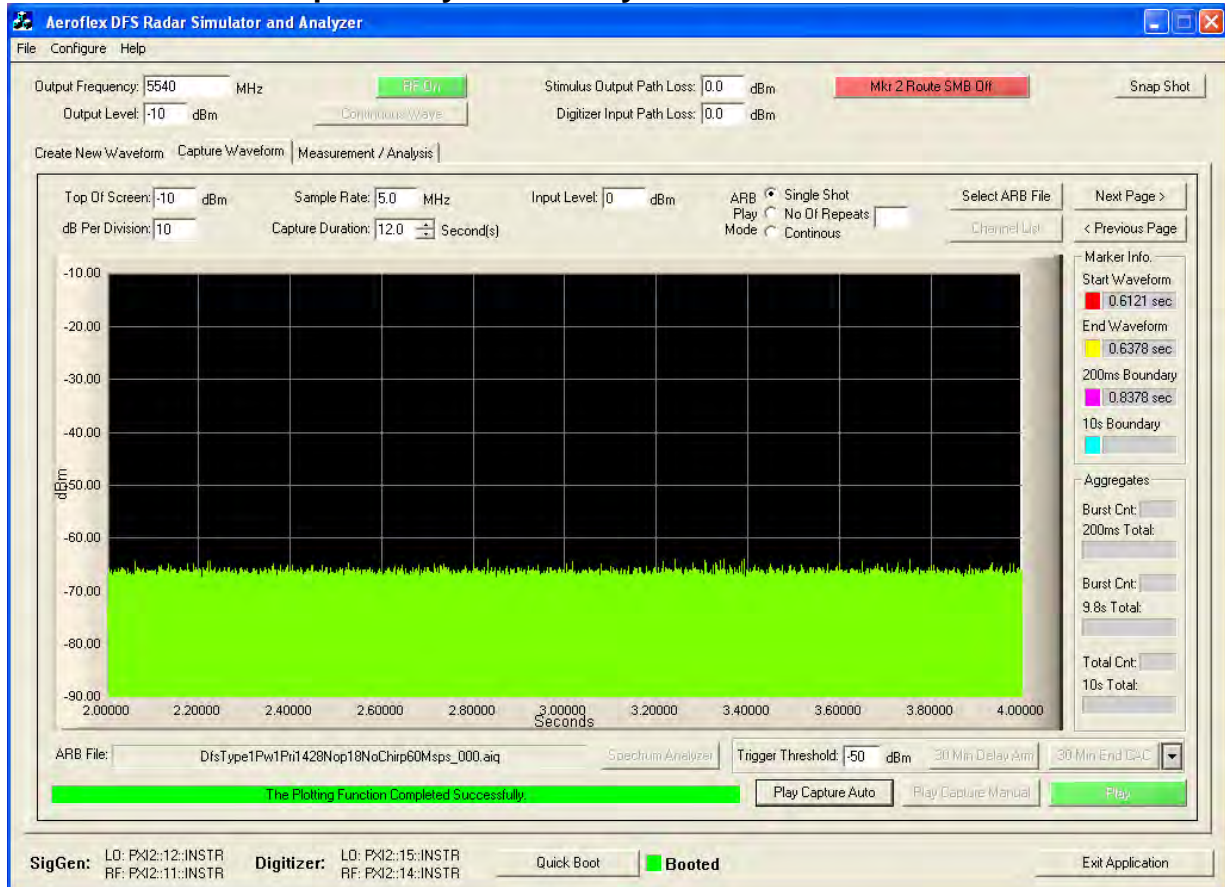 Aeroflex DFS Radar Simulator and Analyzer
File Configure Help
Output Frequency: 5540 MHz
RF On
Stimulus Output Path Loss: 0.0 dBm
Mkr 2 Route SMB Off
Snap Shot
Output Level: -10 dBm
Continuous Wave
Digitizer Input Path Loss: 0.0 dBm
Create New Waveform Capture Waveform Measurement / Analysis
Top Of Screen: -10 dBm
Sample Rate: 5.0 MHz
Input Level: 0 dBm
ARB Play Mode
Single Shot
No Of Repeats
Continous
Select ARB File
Next Page >
dB Per Division: 10
Capture Duration: 12.0 Second(s)
Channel List
< Previous Page
-10.00
-20.00
-30.00
-40.00
-50.00
-60.00
-70.00
-80.00
-90.00
dBm
2.00000 2.20000 2.40000 2.60000 2.80000 3.00000 3.20000 3.40000 3.60000 3.80000 4.00000
Seconds
Marker Info.
Start Waveform
0.6121 sec
End Waveform
0.6378 sec
200ms Boundary
0.8378 sec
10s Boundary
Aggregates
Burst Cnt:
200ms Total:
Burst Cnt:
9.8s Total:
Total Cnt:
10s Total:
ARB File: DfsType1Pw1Pri1428Nop18NoChirp60Msps_000.aiq
Spectrum Analyzer
Trigger Threshold: -50 dBm
30 Min Delay Arm
30 Min End CAC
The Plotting Function Completed Successfully.
Play Capture Auto
Play Capture Manual
Play
SigGen: LO: PXI2::12::INSTR
RF: PXI2::11::INSTR
Digitizer: LO: PXI2::15::INSTR
RF: PXI2::14::INSTR
Quick Boot
Booted
Exit Application